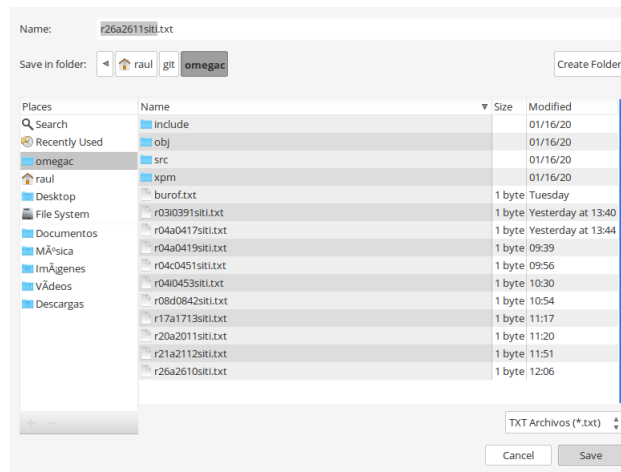 Name: r26a2611siti.txt
Save in folder: raul git omegac Create Folder
Places Name Size Modified
Search include 01/16/20
Recently Used obj 01/16/20
omegac src 01/16/20
raul xpm 01/16/20
Desktop burof.txt 1 byte Tuesday
File System r03i0391siti.txt 1 byte Yesterday at 13:40
Documentos r04a0417siti.txt 1 byte Yesterday at 13:44
MÃºsica r04a0419siti.txt 1 byte 09:39
ImÃ¡genes r04c0451siti.txt 1 byte 09:56
VÃ­deos r04i0453siti.txt 1 byte 10:30
Descargas r08d0842siti.txt 1 byte 10:54
r17a1713siti.txt 1 byte 11:17
r20a2011siti.txt 1 byte 11:20
r21a2112siti.txt 1 byte 11:51
r26a2610siti.txt 1 byte 12:06
TXT Archivos (*.txt)
Cancel Save